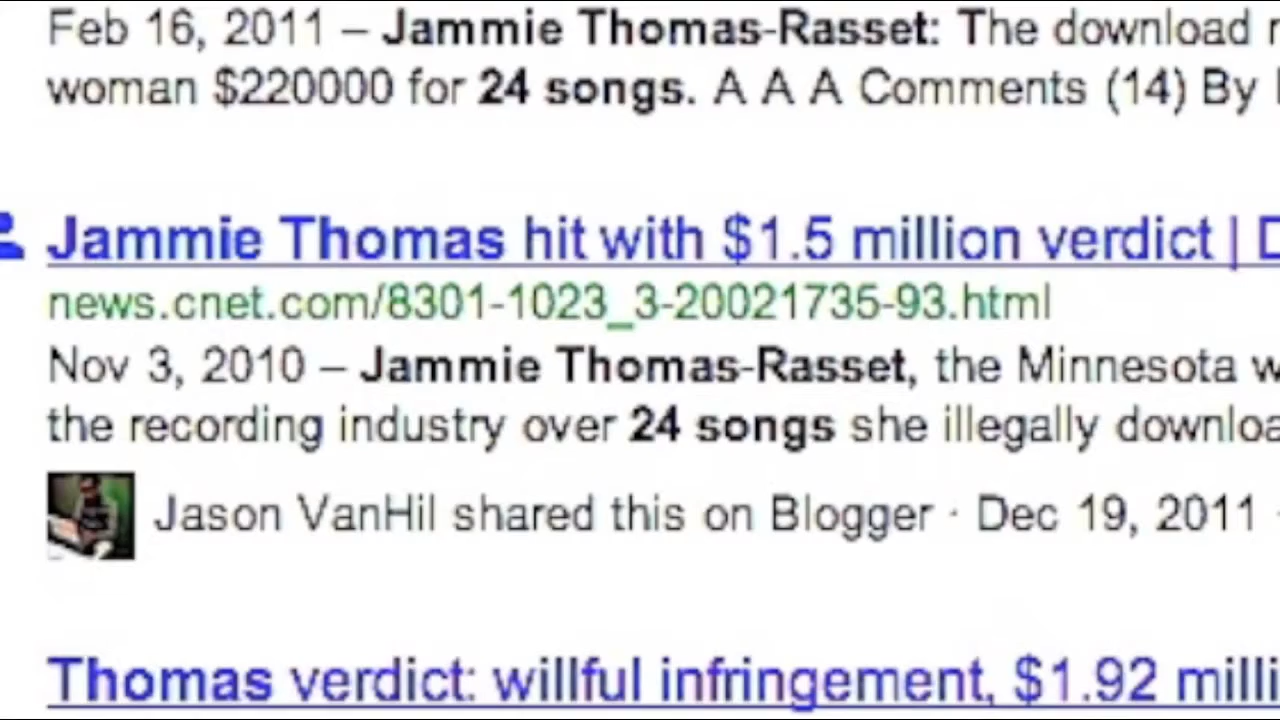 Feb 16, 2011 – Jammie Thomas-Rasset: The download
woman $220000 for 24 songs. A A A Comments (14) By
Jammie Thomas hit with $1.5 million verdict |
news.cnet.com/8301-1023_3-20021735-93.html
Nov 3, 2010 – Jammie Thomas-Rasset, the Minnesota
the recording industry over 24 songs she illegally downloa
Jason VanHil shared this on Blogger · Dec 19, 2011
Thomas verdict: willful infringement, $1.92 milli